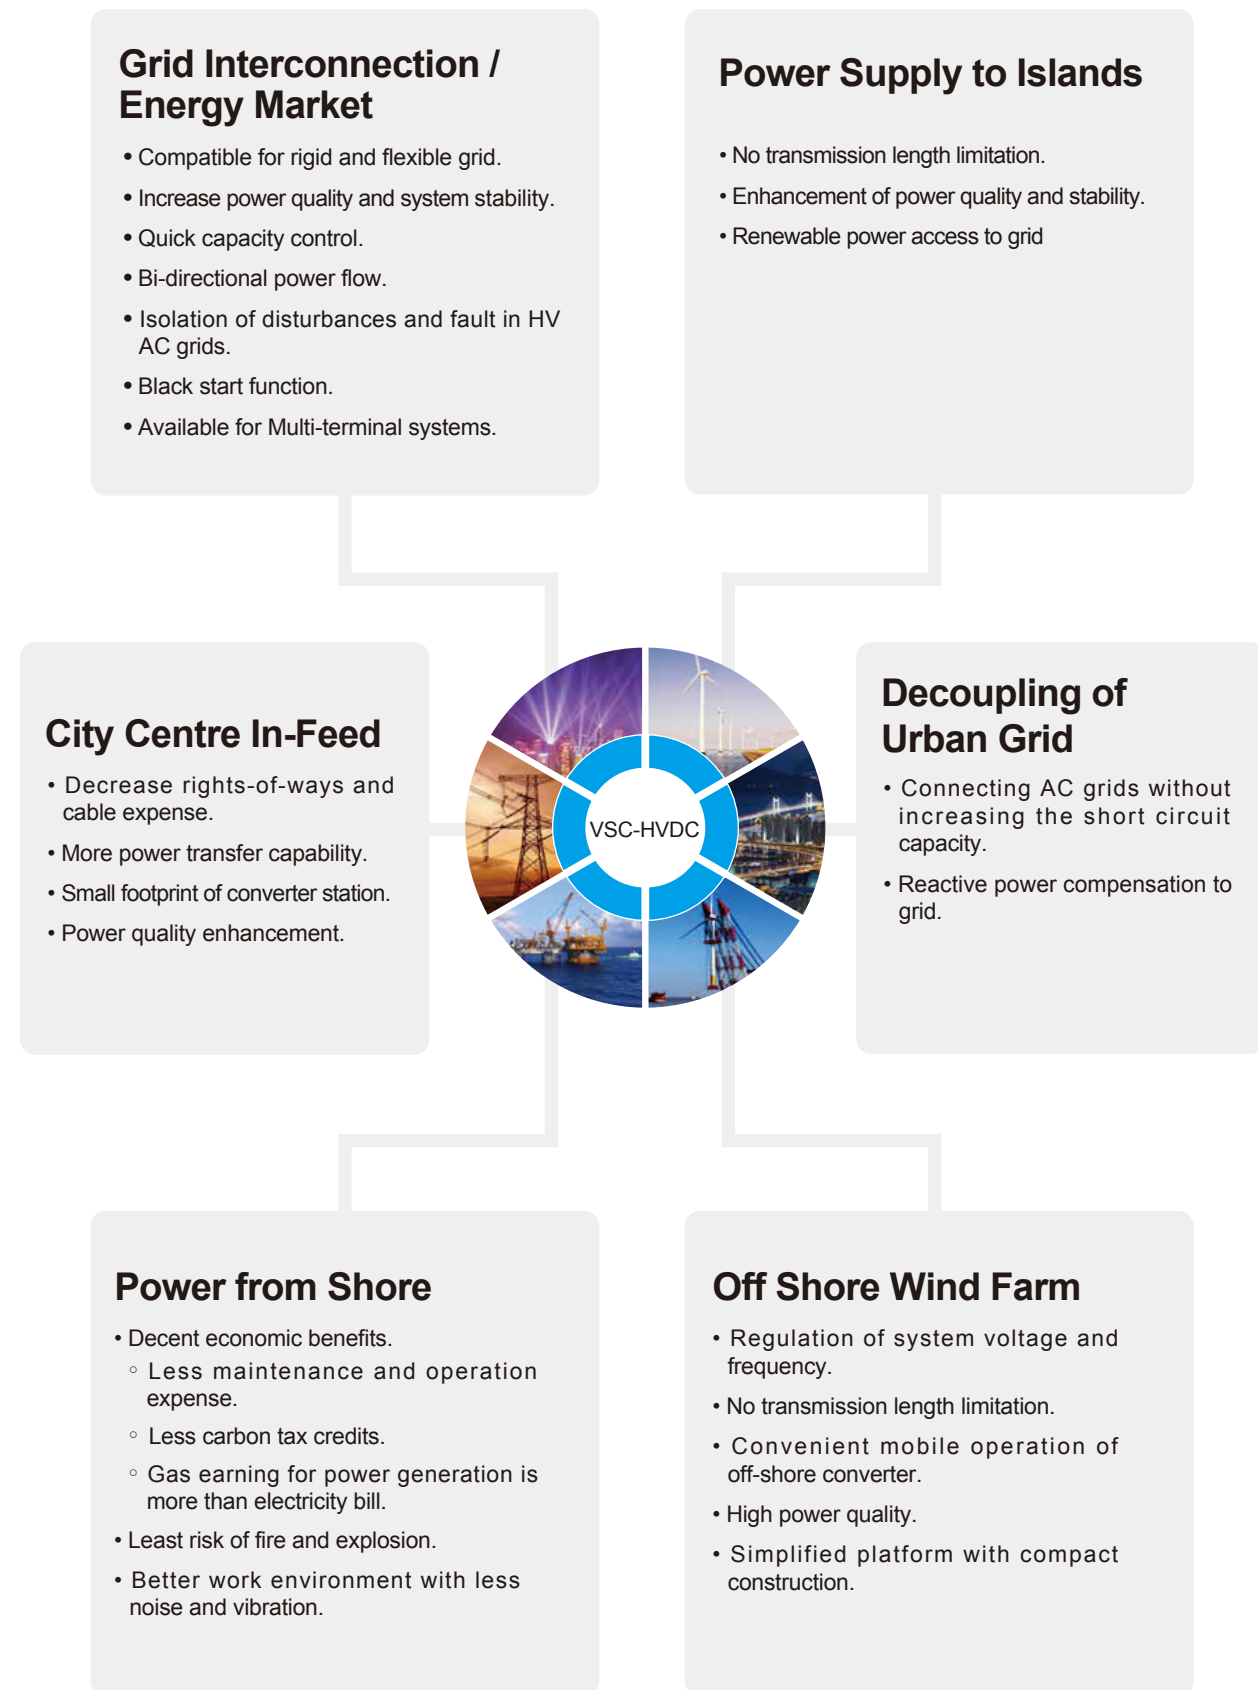 Grid Interconnection /
Energy Market
• Compatible for rigid and flexible grid.
• Increase power quality and system stability.
• Quick capacity control.
• Bi-directional power flow.
• Isolation of disturbances and fault in HV
AC grids.
• Black start function.
• Available for Multi-terminal systems.
Power Supply to Islands
• No transmission length limitation.
• Enhancement of power quality and stability.
• Renewable power access to grid
City Centre In-Feed
• Decrease rights-of-ways and
cable expense.
• More power transfer capability.
• Small footprint of converter station.
• Power quality enhancement.
VSC-HVDC
Decoupling of
Urban Grid
• Connecting AC grids without
increasing the short circuit
capacity.
• Reactive power compensation to
grid.
Power from Shore
• Decent economic benefits.
○ Less maintenance and operation
expense.
○ Less carbon tax credits.
○ Gas earning for power generation is
more than electricity bill.
• Least risk of fire and explosion.
• Better work environment with less
noise and vibration.
Off Shore Wind Farm
• Regulation of system voltage and
frequency.
• No transmission length limitation.
• Convenient mobile operation of
off-shore converter.
• High power quality.
• Simplified platform with compact
construction.